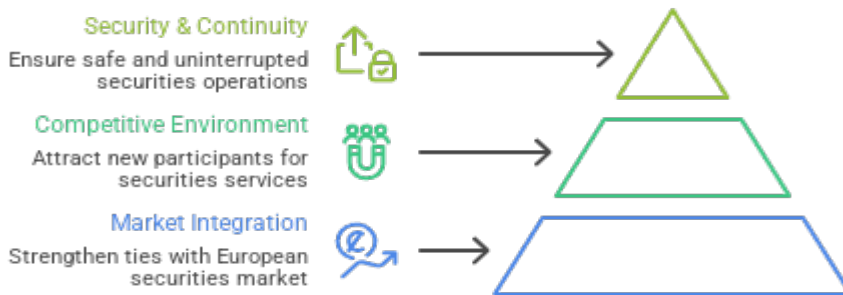 Security & Continuity
Ensure safe and uninterrupted
securities operations
Competitive Environment
Attract new participants for
securities services
Market Integration
Strengthen ties with European
securities market